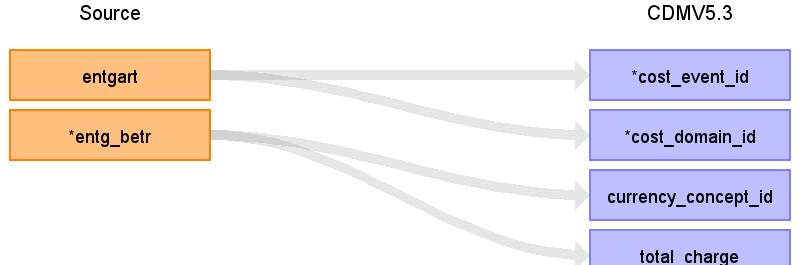 Source
CDMV5.3
entgart
*cost_event_id
*entg_betr
*cost_domain_id
currency_concept_id
total_charge